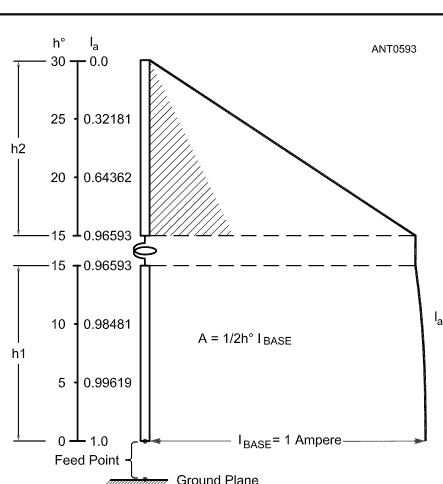 ANT0593
h° Ia
30 0.0
25 0.32181
h2
20 0.64362
15 0.96593
15 0.96593
Ia
10 0.98481
A = 1/2h° IBASE
h1
5 0.99619
0 1.0
IBASE = 1 Ampere
Feed Point
Ground Plane